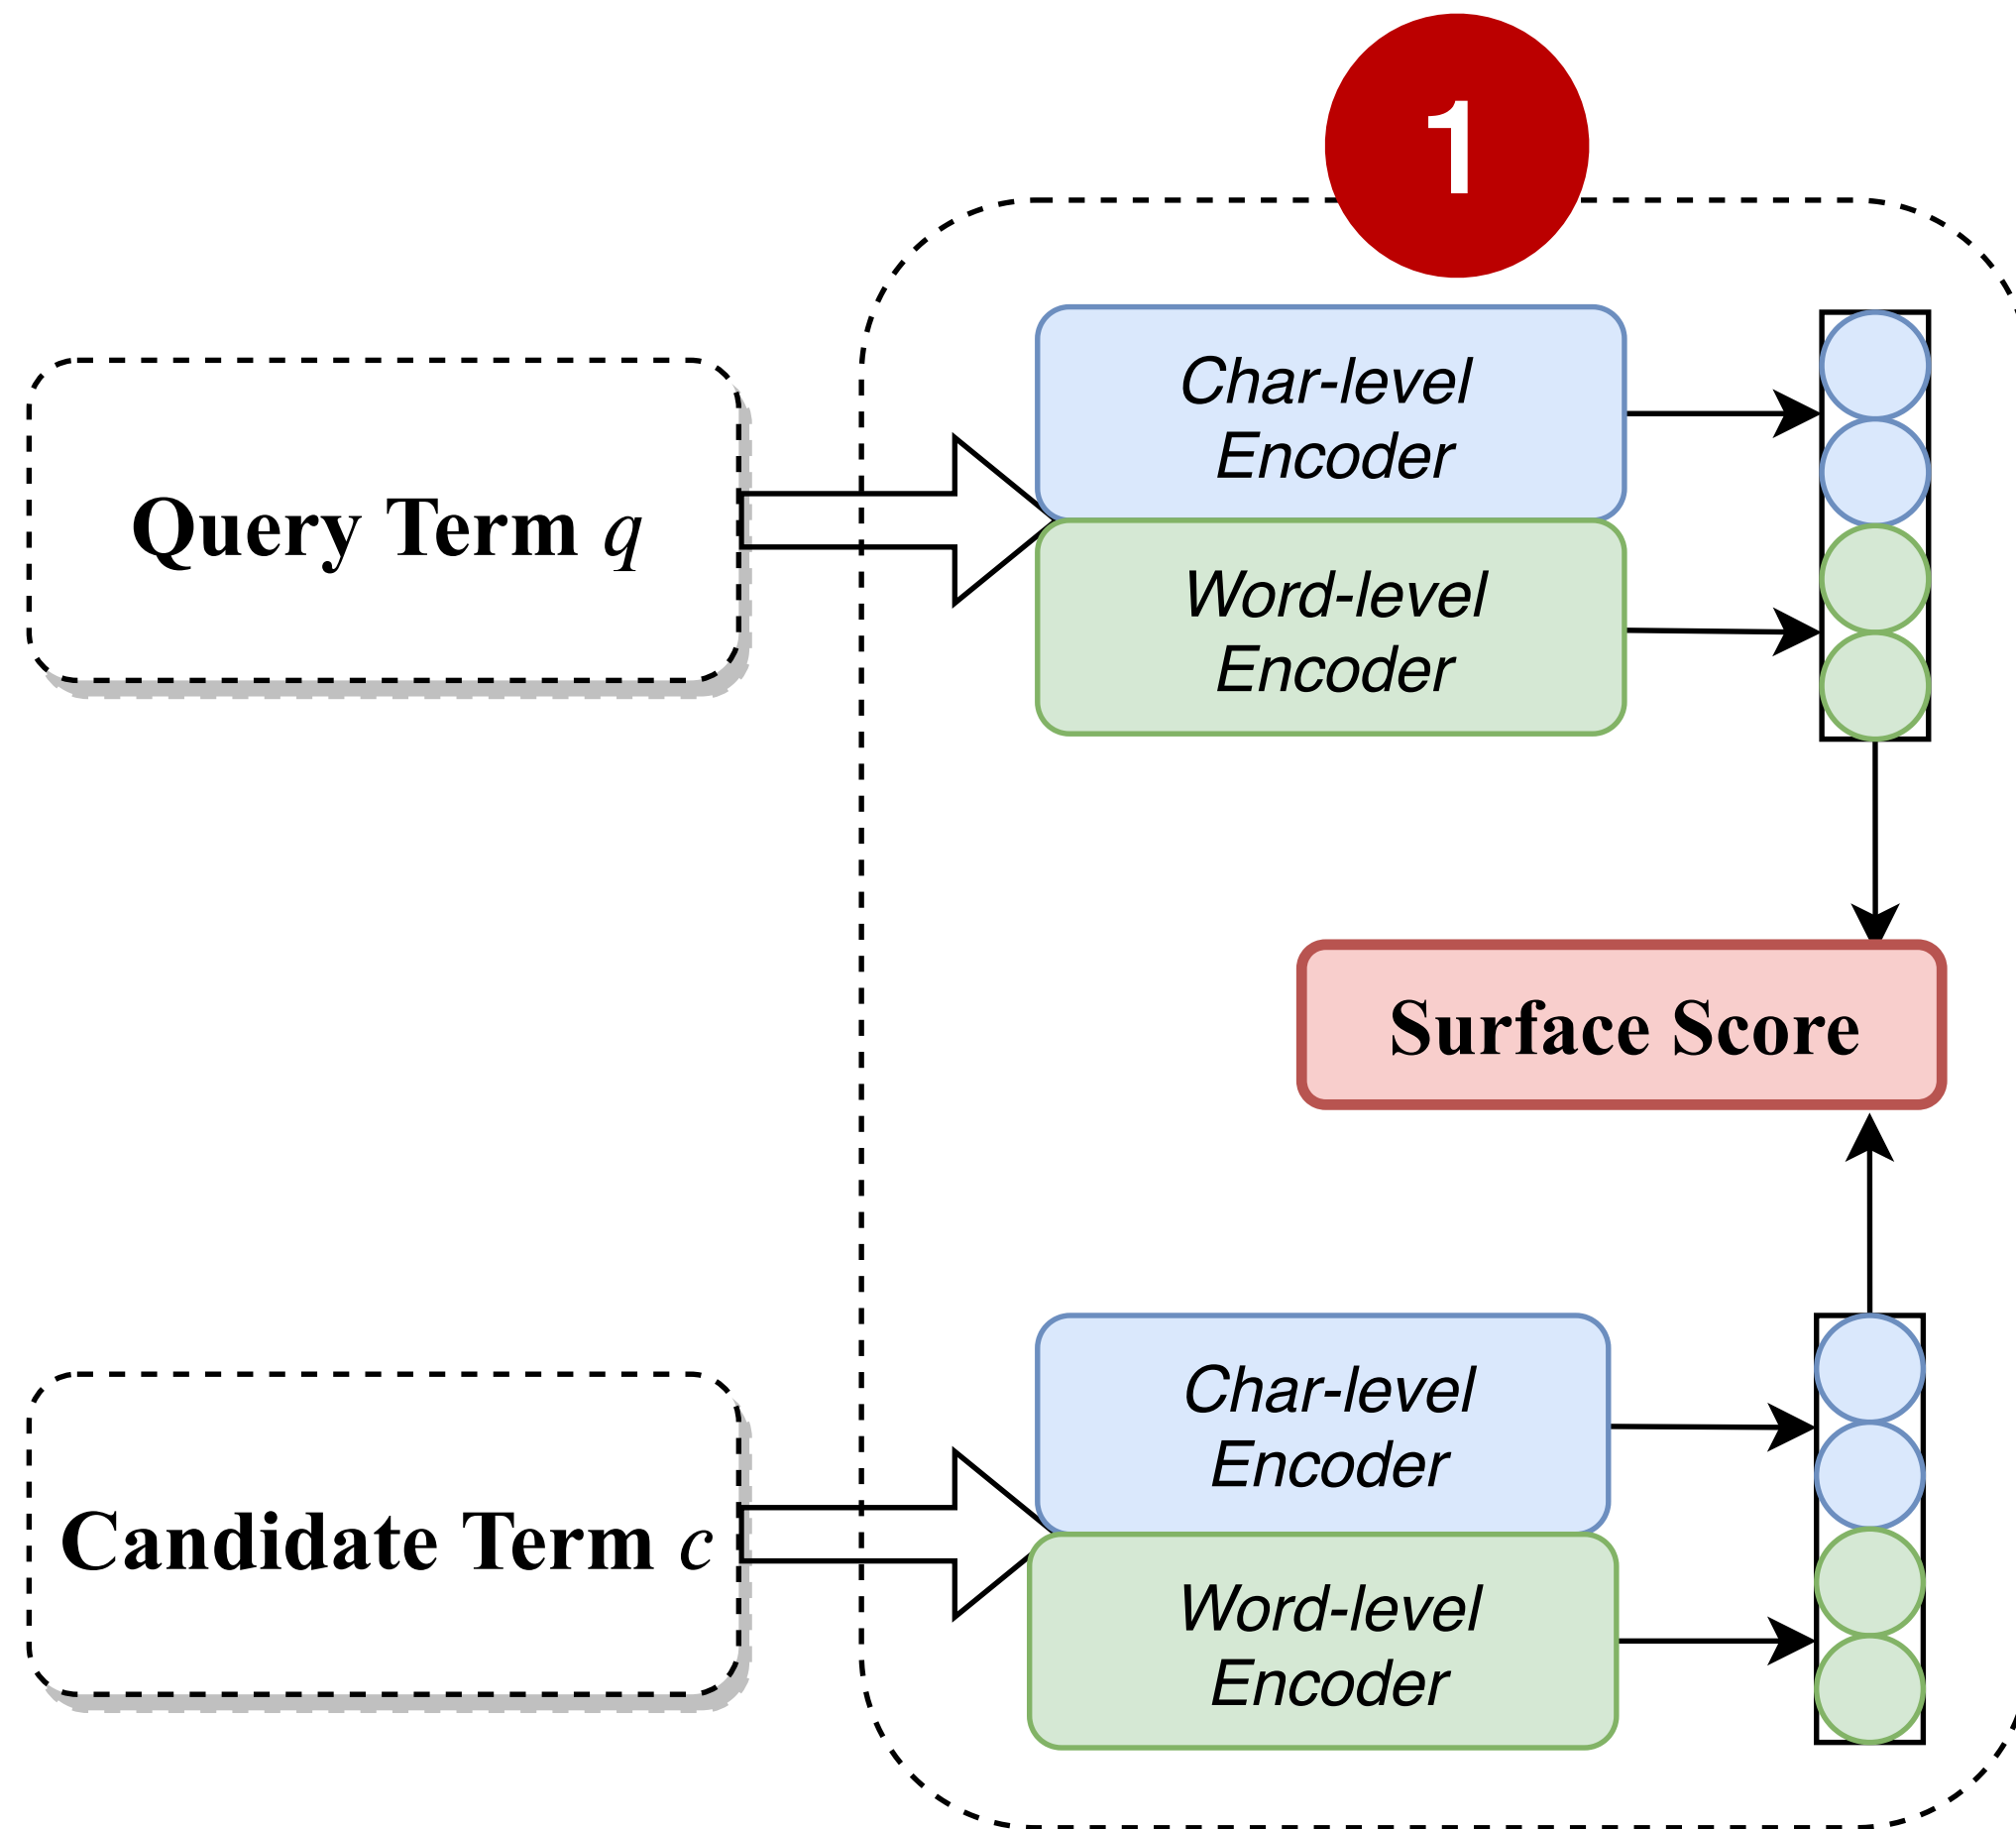 1
Char-level
Encoder
Query Term q
Word-level
Encoder
Surface Score
Char-level
Encoder
Candidate Term c
Word-level
Encoder